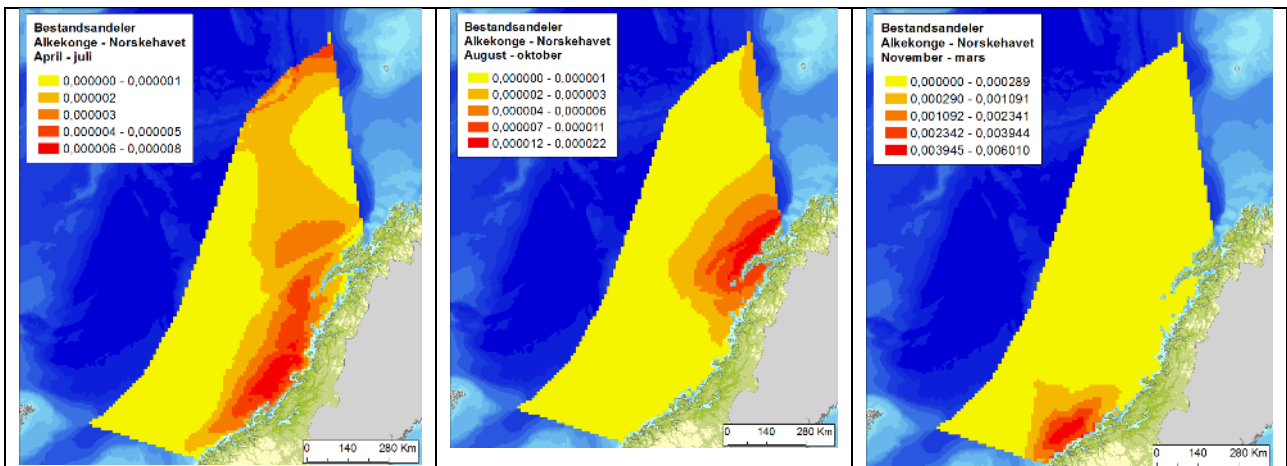 Bestandsandeler
Alkekonge - Norskehavet
April - juli
0,000000 - 0,000001
0,000002
0,000003
0,000004 - 0,000005
0,000006 - 0,000008
0 140 280 Km
Bestandsandeler
Alkekonge - Norskehavet
August - oktober
0,000000 - 0,000001
0,000002 - 0,000003
0,000004 - 0,000006
0,000007 - 0,000011
0,000012 - 0,000022
0 140 280 Km
Bestandsandeler
Alkekonge - Norskehavet
November - mars
0,000000 - 0,000289
0,000290 - 0,001091
0,001092 - 0,002341
0,002342 - 0,003944
0,003945 - 0,006010
0 140 280 Km